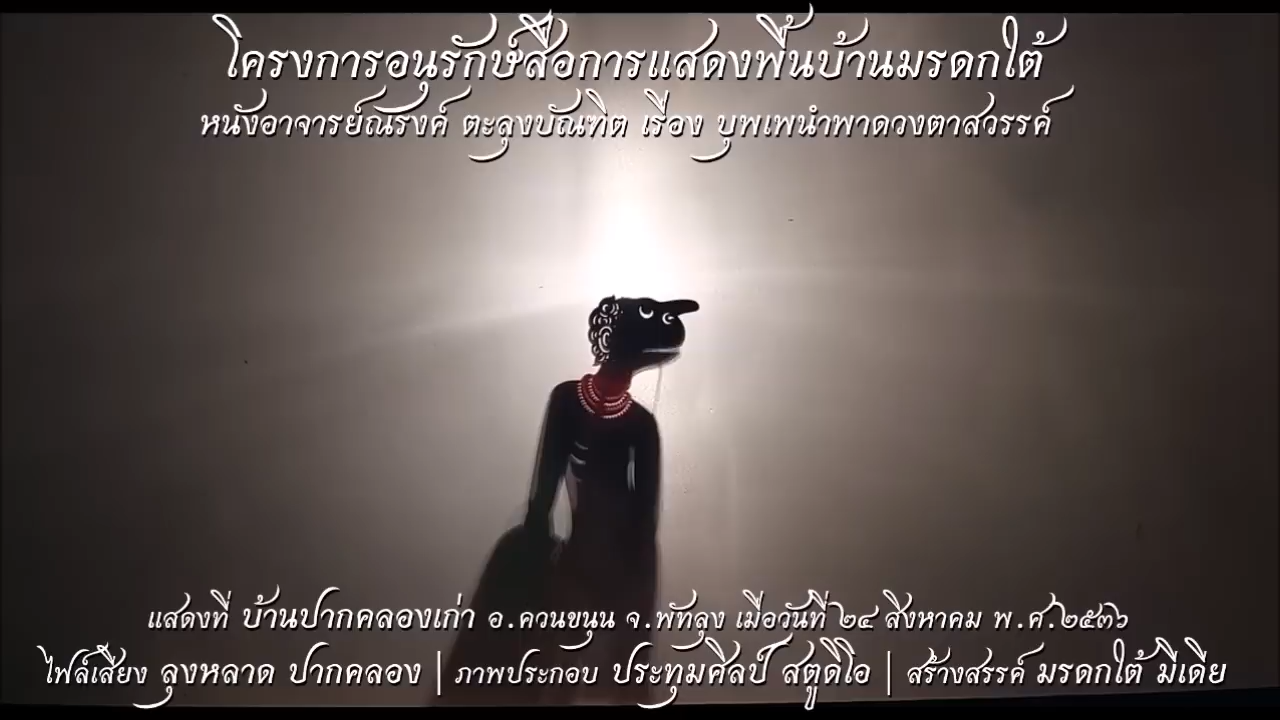 โครงการอนุรักษ์สื่อการแสดงพื้นบ้านมรดกใต้
หนังอาจารย์ณรงค์ ตะลุงบัณฑิต เรื่อง บุพเพนำพาดวงตาสวรรค์
แสดงที่ บ้านปากคลองเก่า อ.ควนขนุน จ.พัทลุง เมื่อวันที่ ๒๔ สิงหาคม พ.ศ.๒๕๓๖
ไฟล์เสียง ลุงหลาด ปากคลอง | ภาพประกอบ ประทุมศิลป์ สตูดิโอ | สร้างสรรค์ มรดกใต้ มีเดีย